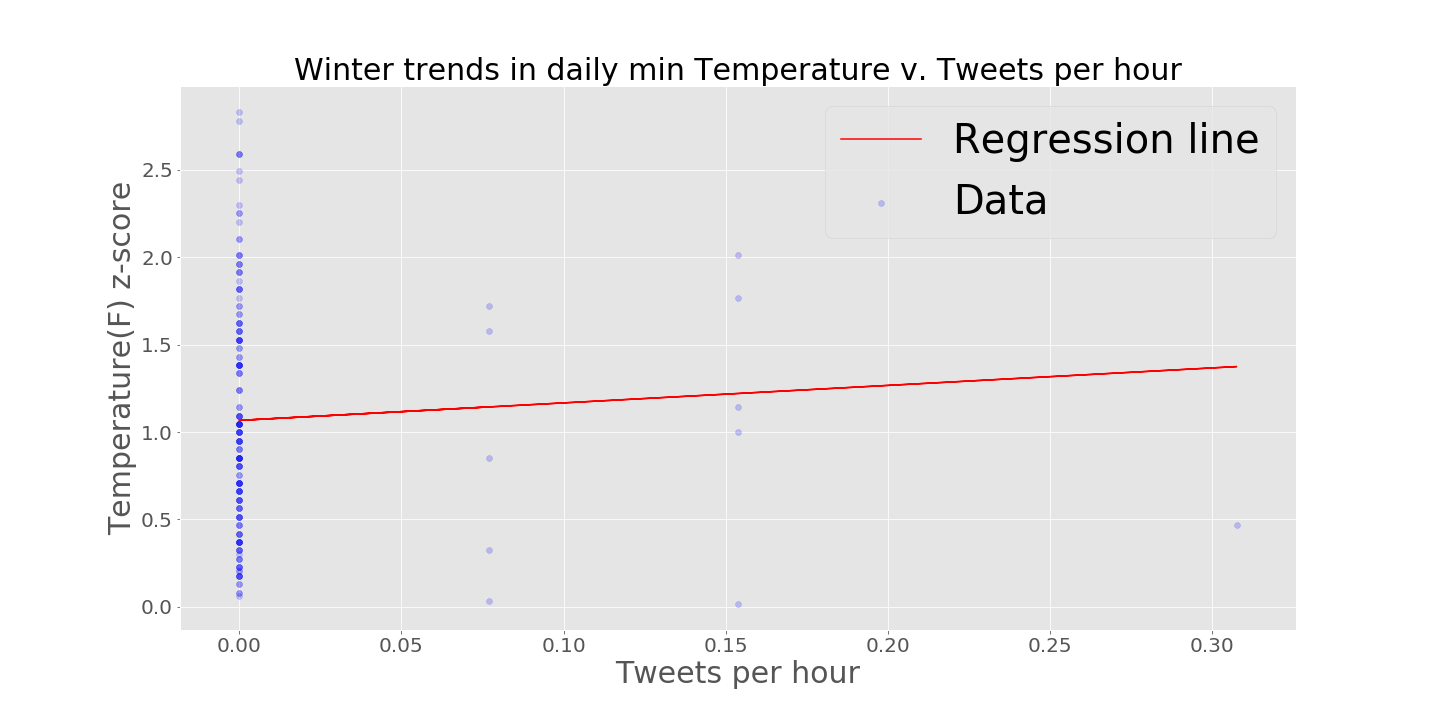 Winter trends in daily min Temperature v. Tweets per hour
Regression line
Data
Temperature(F) z-score
2.5
2.0
1.5
1.0
0.5
0.0
0.00 0.05 0.10 0.15 0.20 0.25 0.30
Tweets per hour